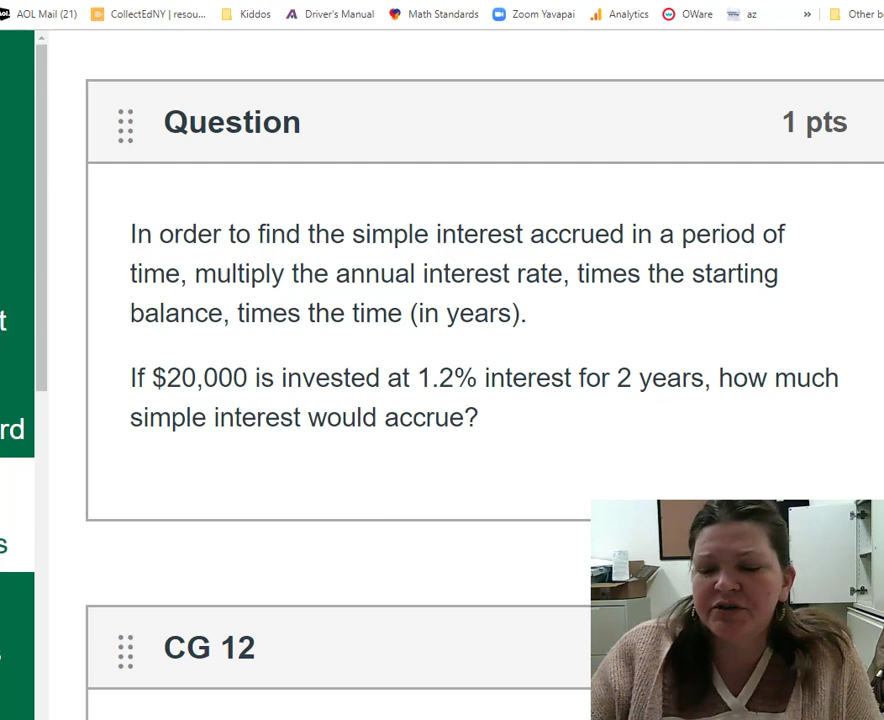 AOL Mail (21) CollectEdNY | resou... Kiddos Driver's Manual Math Standards Zoom Yavapai Analytics OWare az » Other b
Question 1 pts
In order to find the simple interest accrued in a period of
time, multiply the annual interest rate, times the starting
balance, times the time (in years).
If $20,000 is invested at 1.2% interest for 2 years, how much
simple interest would accrue?
t
rd
s
CG 12